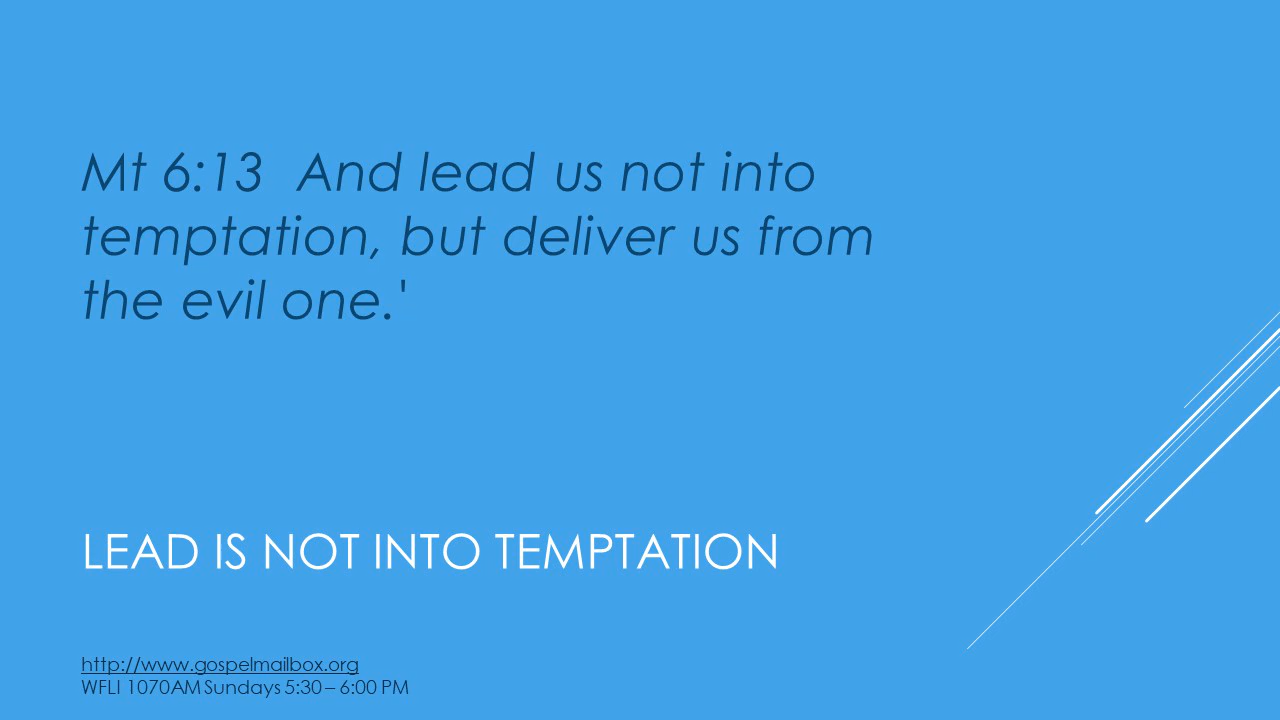 Mt 6:13  And lead us not into
temptation, but deliver us from
the evil one.'
LEAD IS NOT INTO TEMPTATION
http://www.gospelmailbox.org
WFLI 1070AM Sundays 5:30 – 6:00 PM